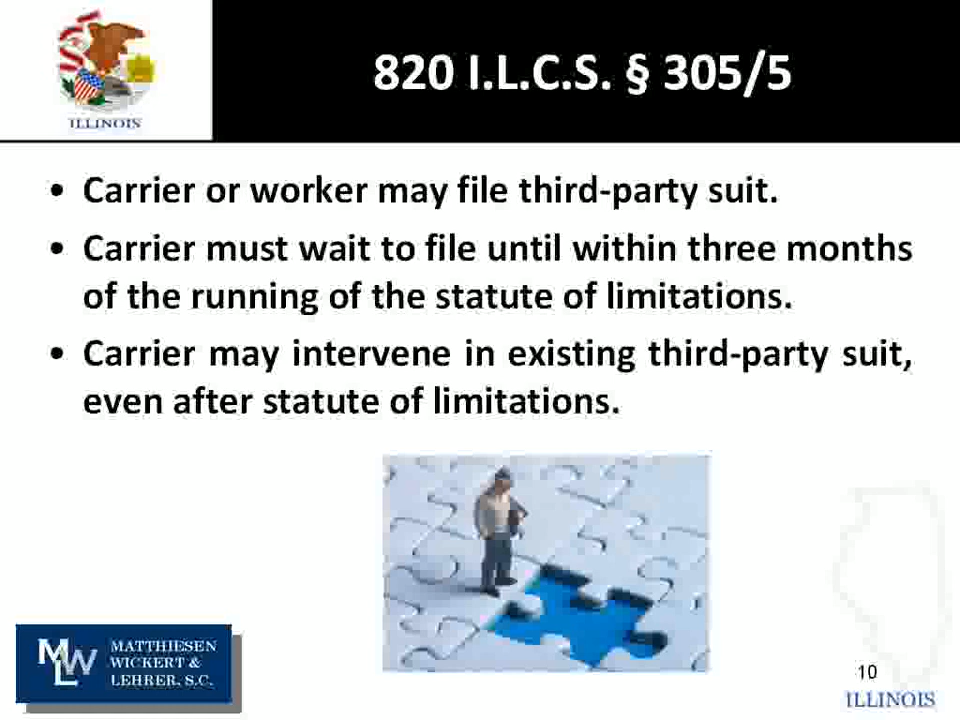 ILLINOIS
820 I.L.C.S. § 305/5
• Carrier or worker may file third-party suit.
• Carrier must wait to file until within three months
of the running of the statute of limitations.
• Carrier may intervene in existing third-party suit,
even after statute of limitations.
MLW
MATTHIESEN
WICKERT &
LEHRER, S.C.
10
ILLINOIS